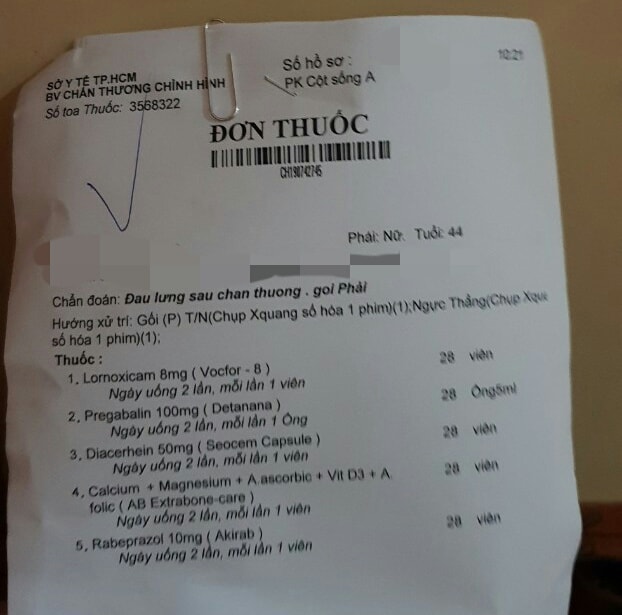 SỞ Y TẾ TP.HCM
BV CHẤN THƯƠNG CHỈNH HÌNH
Số toa Thuốc: 3568322
Số hồ sơ :
PK Cột sống A
10:21
ĐƠN THUỐC
CH190742745
Phái: Nữ. Tuổi: 44
Chẩn đoán: Đau lưng sau chan thuong . goi Phải
Hướng xử trí: Gối (P) T/N(Chụp Xquang số hóa 1 phim)(1);Ngực Thẳng(Chụp Xqua
số hóa 1 phim)(1);
Thuốc :
1, Lornoxicam 8mg ( Vocfor - 8 ) 28 viên
Ngày uống 2 lần, mỗi lần 1 viên
2, Pregabalin 100mg ( Detanana ) 28 Ống5ml
Ngày uống 2 lần, mỗi lần 1 Ống
3, Diacerhein 50mg ( Seocem Capsule ) 28 viên
Ngày uống 2 lần, mỗi lần 1 viên
4, Calcium + Magnesium + A.ascorbic + Vit D3 + A. 28 viên
folic ( AB Extrabone-care )
Ngày uống 2 lần, mỗi lần 1 viên
5, Rabeprazol 10mg ( Akirab ) 28 viên
Ngày uống 2 lần, mỗi lần 1 viên